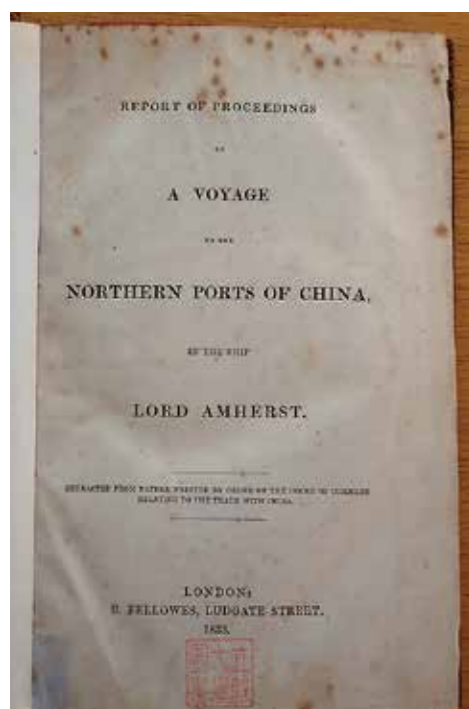 REPORT OF PROCEEDINGS
ON
A VOYAGE
TO THE
NORTHERN PORTS OF CHINA,
IN THE SHIP
LORD AMHERST.
EXTRACTED FROM PAPERS, PRINTED BY ORDER OF THE HOUSE OF COMMONS
RELATING TO THE TRADE WITH CHINA.
LONDON:
B. FELLOWES, LUDGATE STREET.
1833.